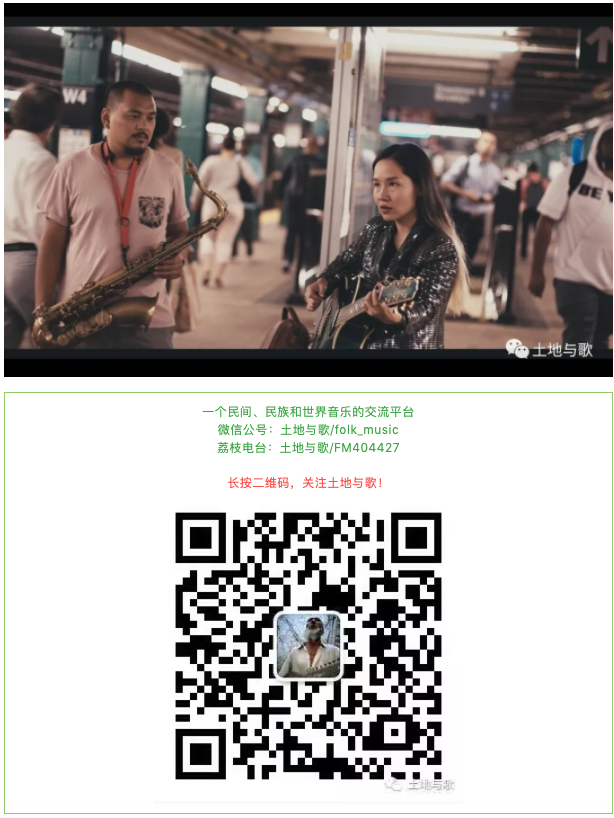 W4
BE
土地与歌
一个民间、民族和世界音乐的交流平台
微信公号：土地与歌/folk_music
荔枝电台：土地与歌/FM404427
长按二维码，关注土地与歌！
土地与歌